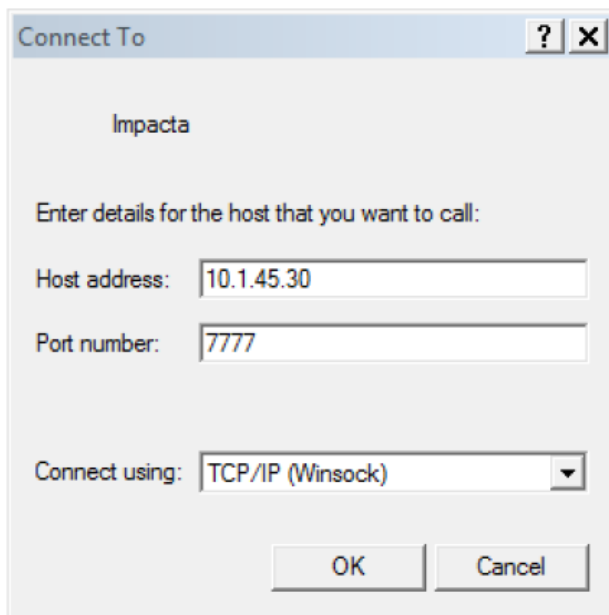 Connect To ? X
Impacta
Enter details for the host that you want to call:
Host address: 10.1.45.30
Port number: 7777
Connect using: TCP/IP (Winsock)
OK Cancel